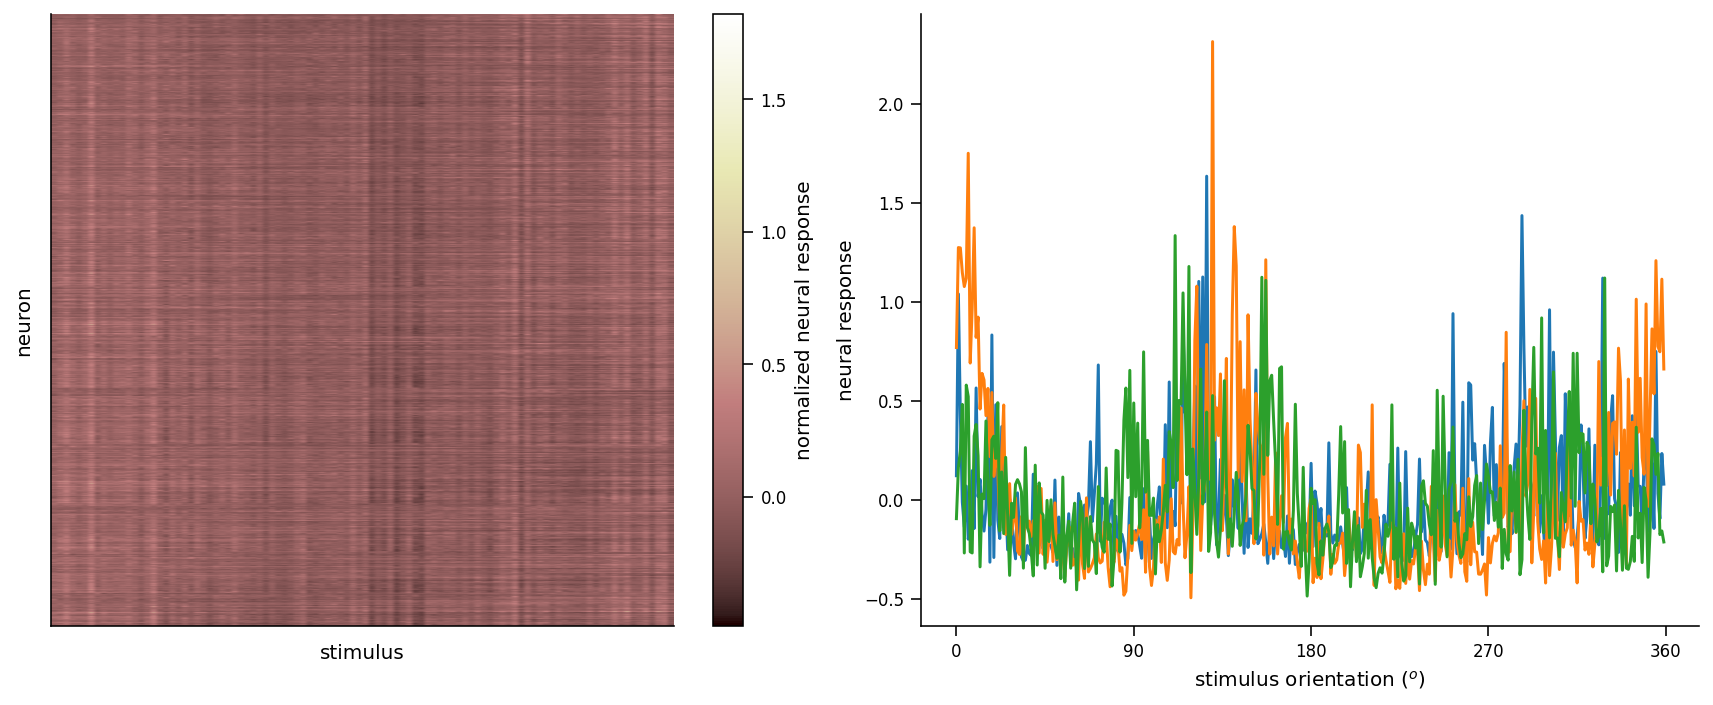 neuron
stimulus
1.5
1.0
0.5
0.0
normalized neural response
neural response
2.0
1.5
1.0
0.5
0.0
−0.5
0 90 180 270 360
stimulus orientation (o)